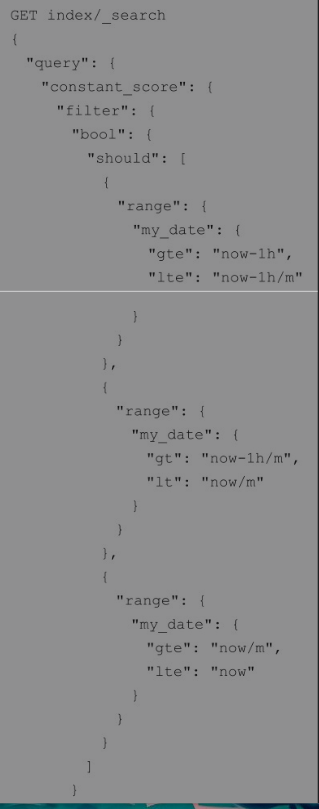 GET index/_search
{
"query": {
"constant_score": {
"filter": {
"bool": {
"should": [
{
"range": {
"my_date": {
"gte": "now-1h",
"lte": "now-1h/m"
}
}
},
{
"range": {
"my_date": {
"gt": "now-1h/m",
"lt": "now/m"
}
}
},
{
"range": {
"my_date": {
"gte": "now/m",
"lte": "now"
}
}
}
]
}